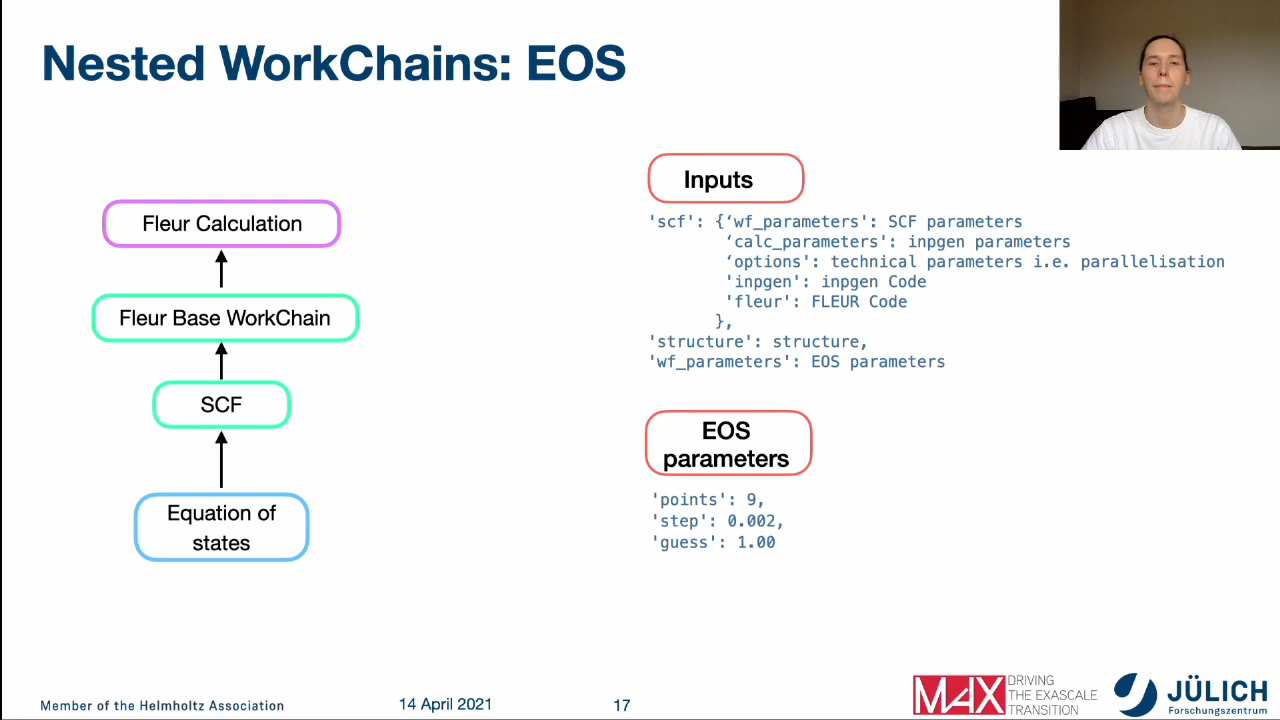 Nested WorkChains: EOS
Fleur Calculation
Fleur Base WorkChain
SCF
Equation of
states
Inputs
'scf': {‘wf_parameters': SCF parameters
‘calc_parameters': inpgen parameters
‘options': technical parameters i.e. parallelisation
'inpgen': inpgen Code
'fleur': FLEUR Code
},
'structure': structure,
'wf_parameters': EOS parameters
EOS
parameters
'points': 9,
'step': 0.002,
'guess': 1.00
Member of the Helmholtz Association
14 April 2021
17
MAX
DRIVING
THE EXASCALE
TRANSITION
JÜLICH
Forschungszentrum